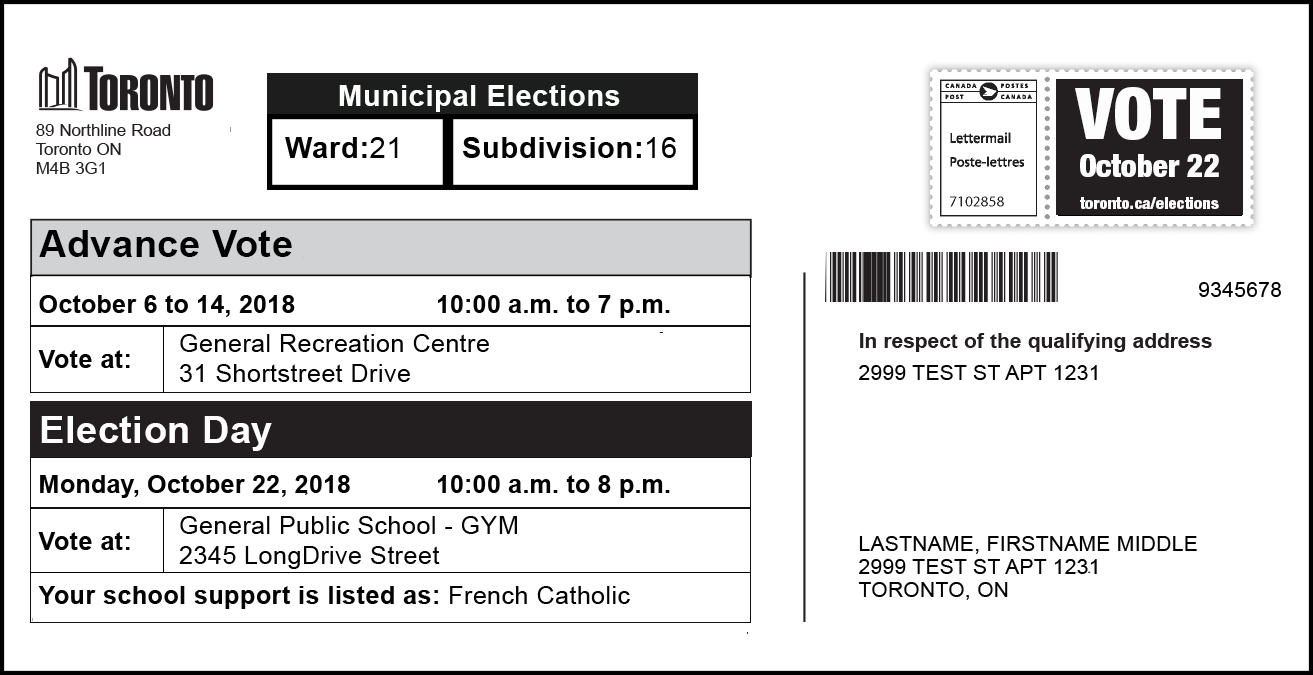 TORONTO
89 Northline Road
Toronto ON
M4B 3G1
Municipal Elections
Ward:21 Subdivision:16
CANADA POSTES
POST CANADA
Lettermail
Poste-lettres
7102858
VOTE
October 22
toronto.ca/elections
Advance Vote
October 6 to 14, 2018 10:00 a.m. to 7 p.m.
Vote at:
General Recreation Centre
31 Shortstreet Drive
Election Day
Monday, October 22, 2018 10:00 a.m. to 8 p.m.
Vote at:
General Public School - GYM
2345 LongDrive Street
Your school support is listed as: French Catholic
9345678
In respect of the qualifying address
2999 TEST ST APT 1231
LASTNAME, FIRSTNAME MIDDLE
2999 TEST ST APT 1231
TORONTO, ON